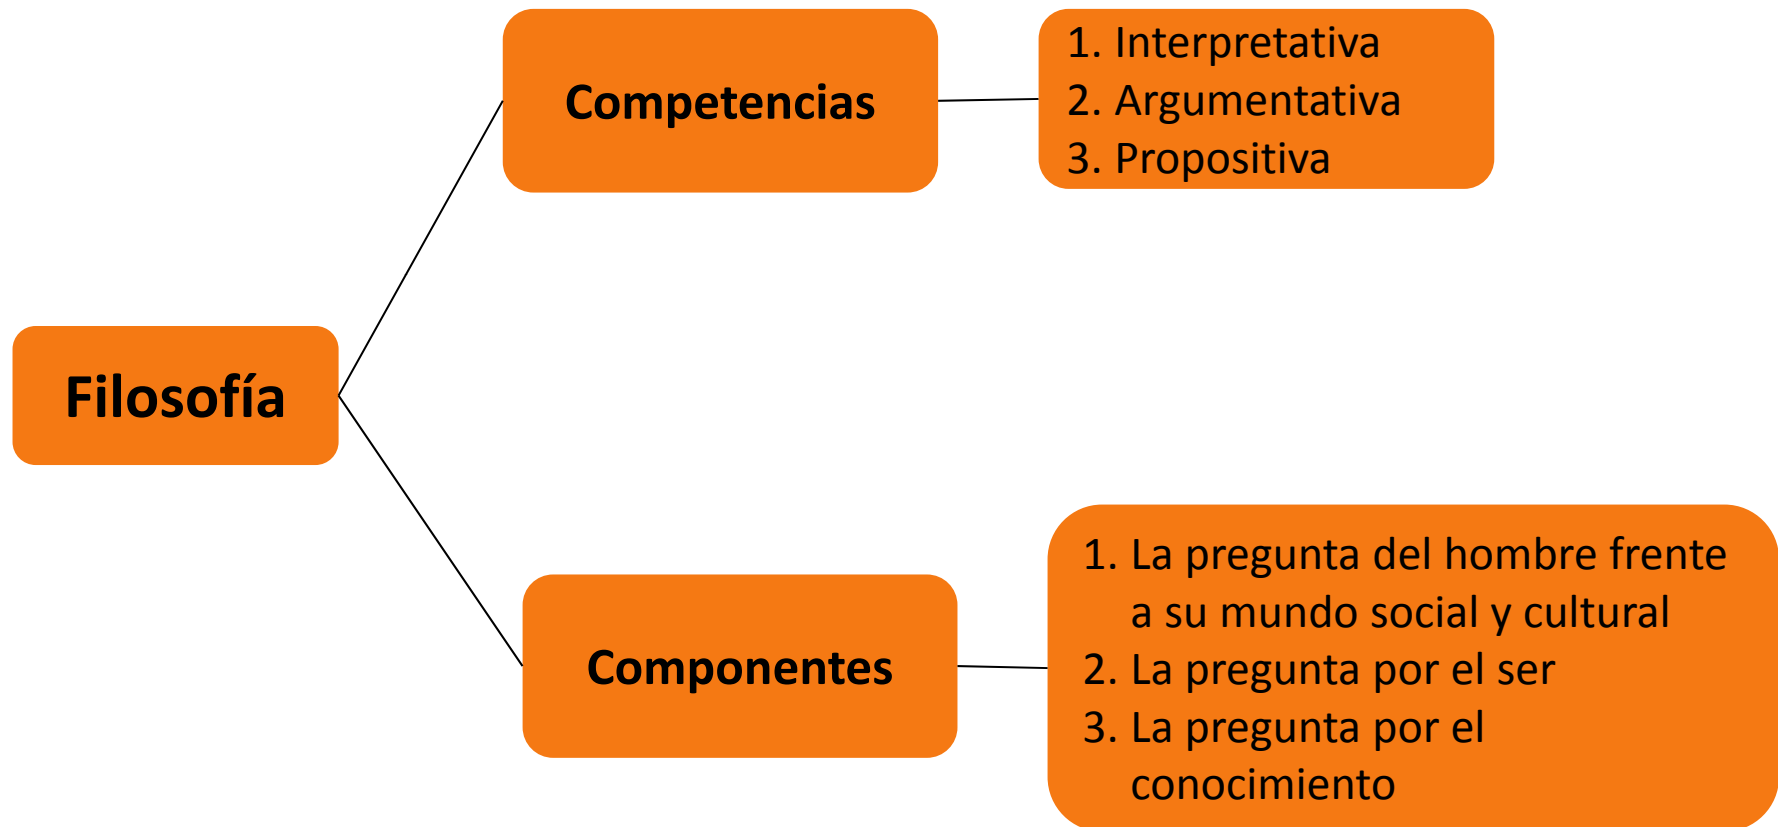 Filosofía
Competencias
1. Interpretativa
2. Argumentativa
3. Propositiva
Componentes
1. La pregunta del hombre frente
a su mundo social y cultural
2. La pregunta por el ser
3. La pregunta por el
conocimiento